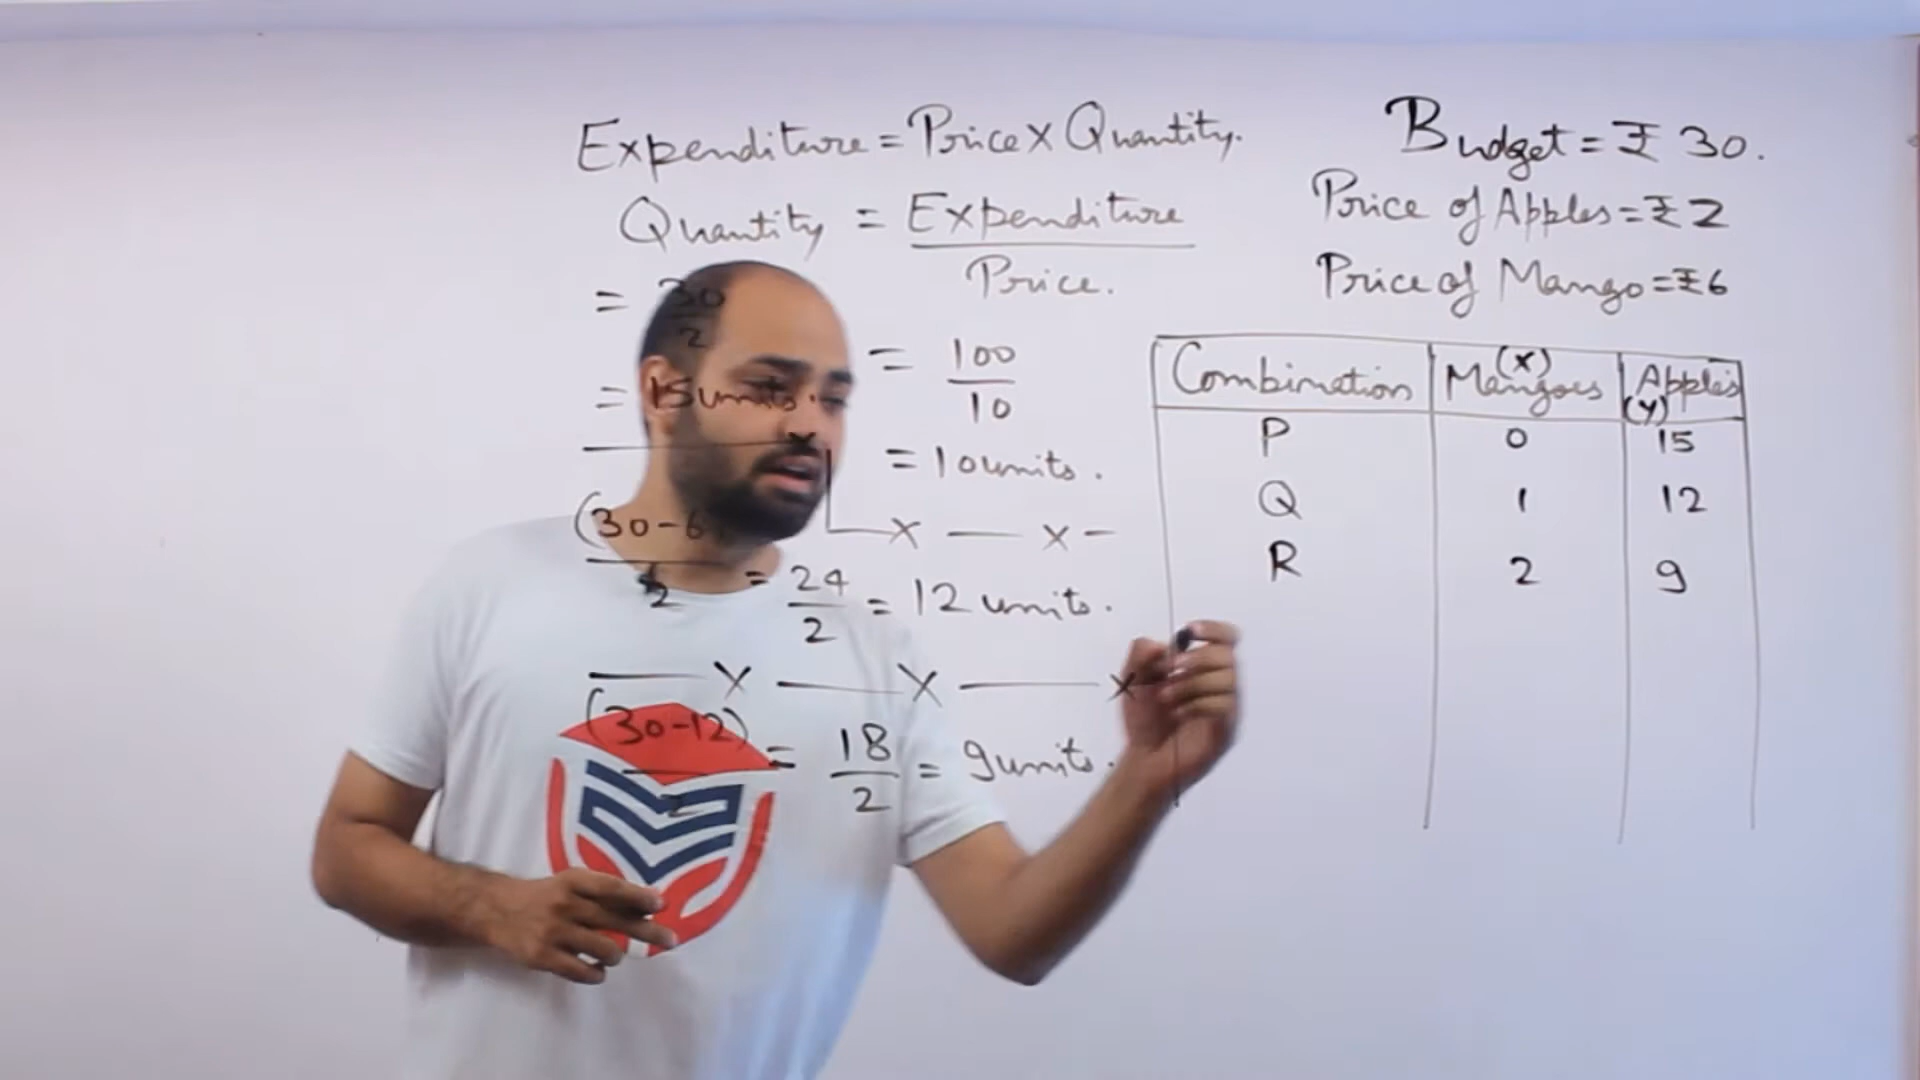 Expenditure = Price X Quantity.
Quantity = Expenditure
Price.
= 30
2
= 15 units.
= 100
10
= 10 units.
x — x –
(30-6
2
= 24
2
= 12 units.
— x — x — x
(30-12)
2
= 18
2
= 9 units.
Budget = ₹ 30.
Price of Apples = ₹ 2
Price of Mango = ₹ 6
Combination Mangoes (X) Apples (Y)
P 0 15
Q 1 12
R 2 9